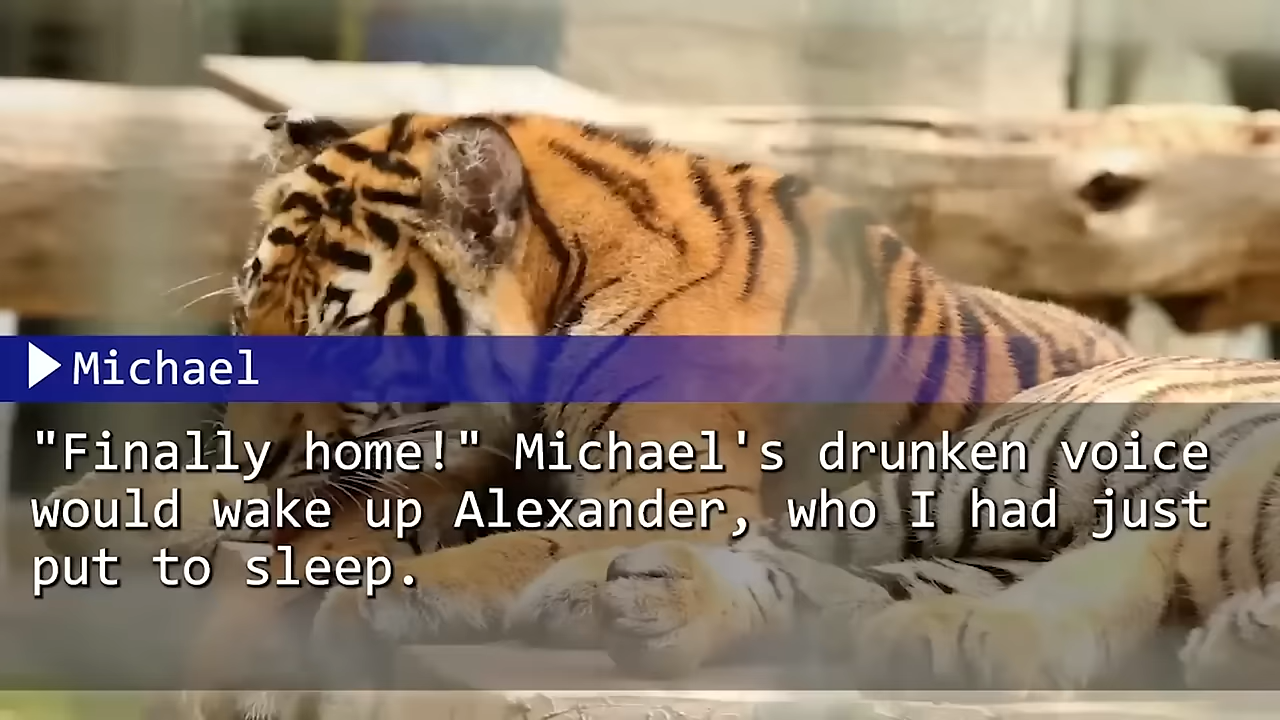 Michael
"Finally home!" Michael's drunken voice
would wake up Alexander, who I had just
put to sleep.